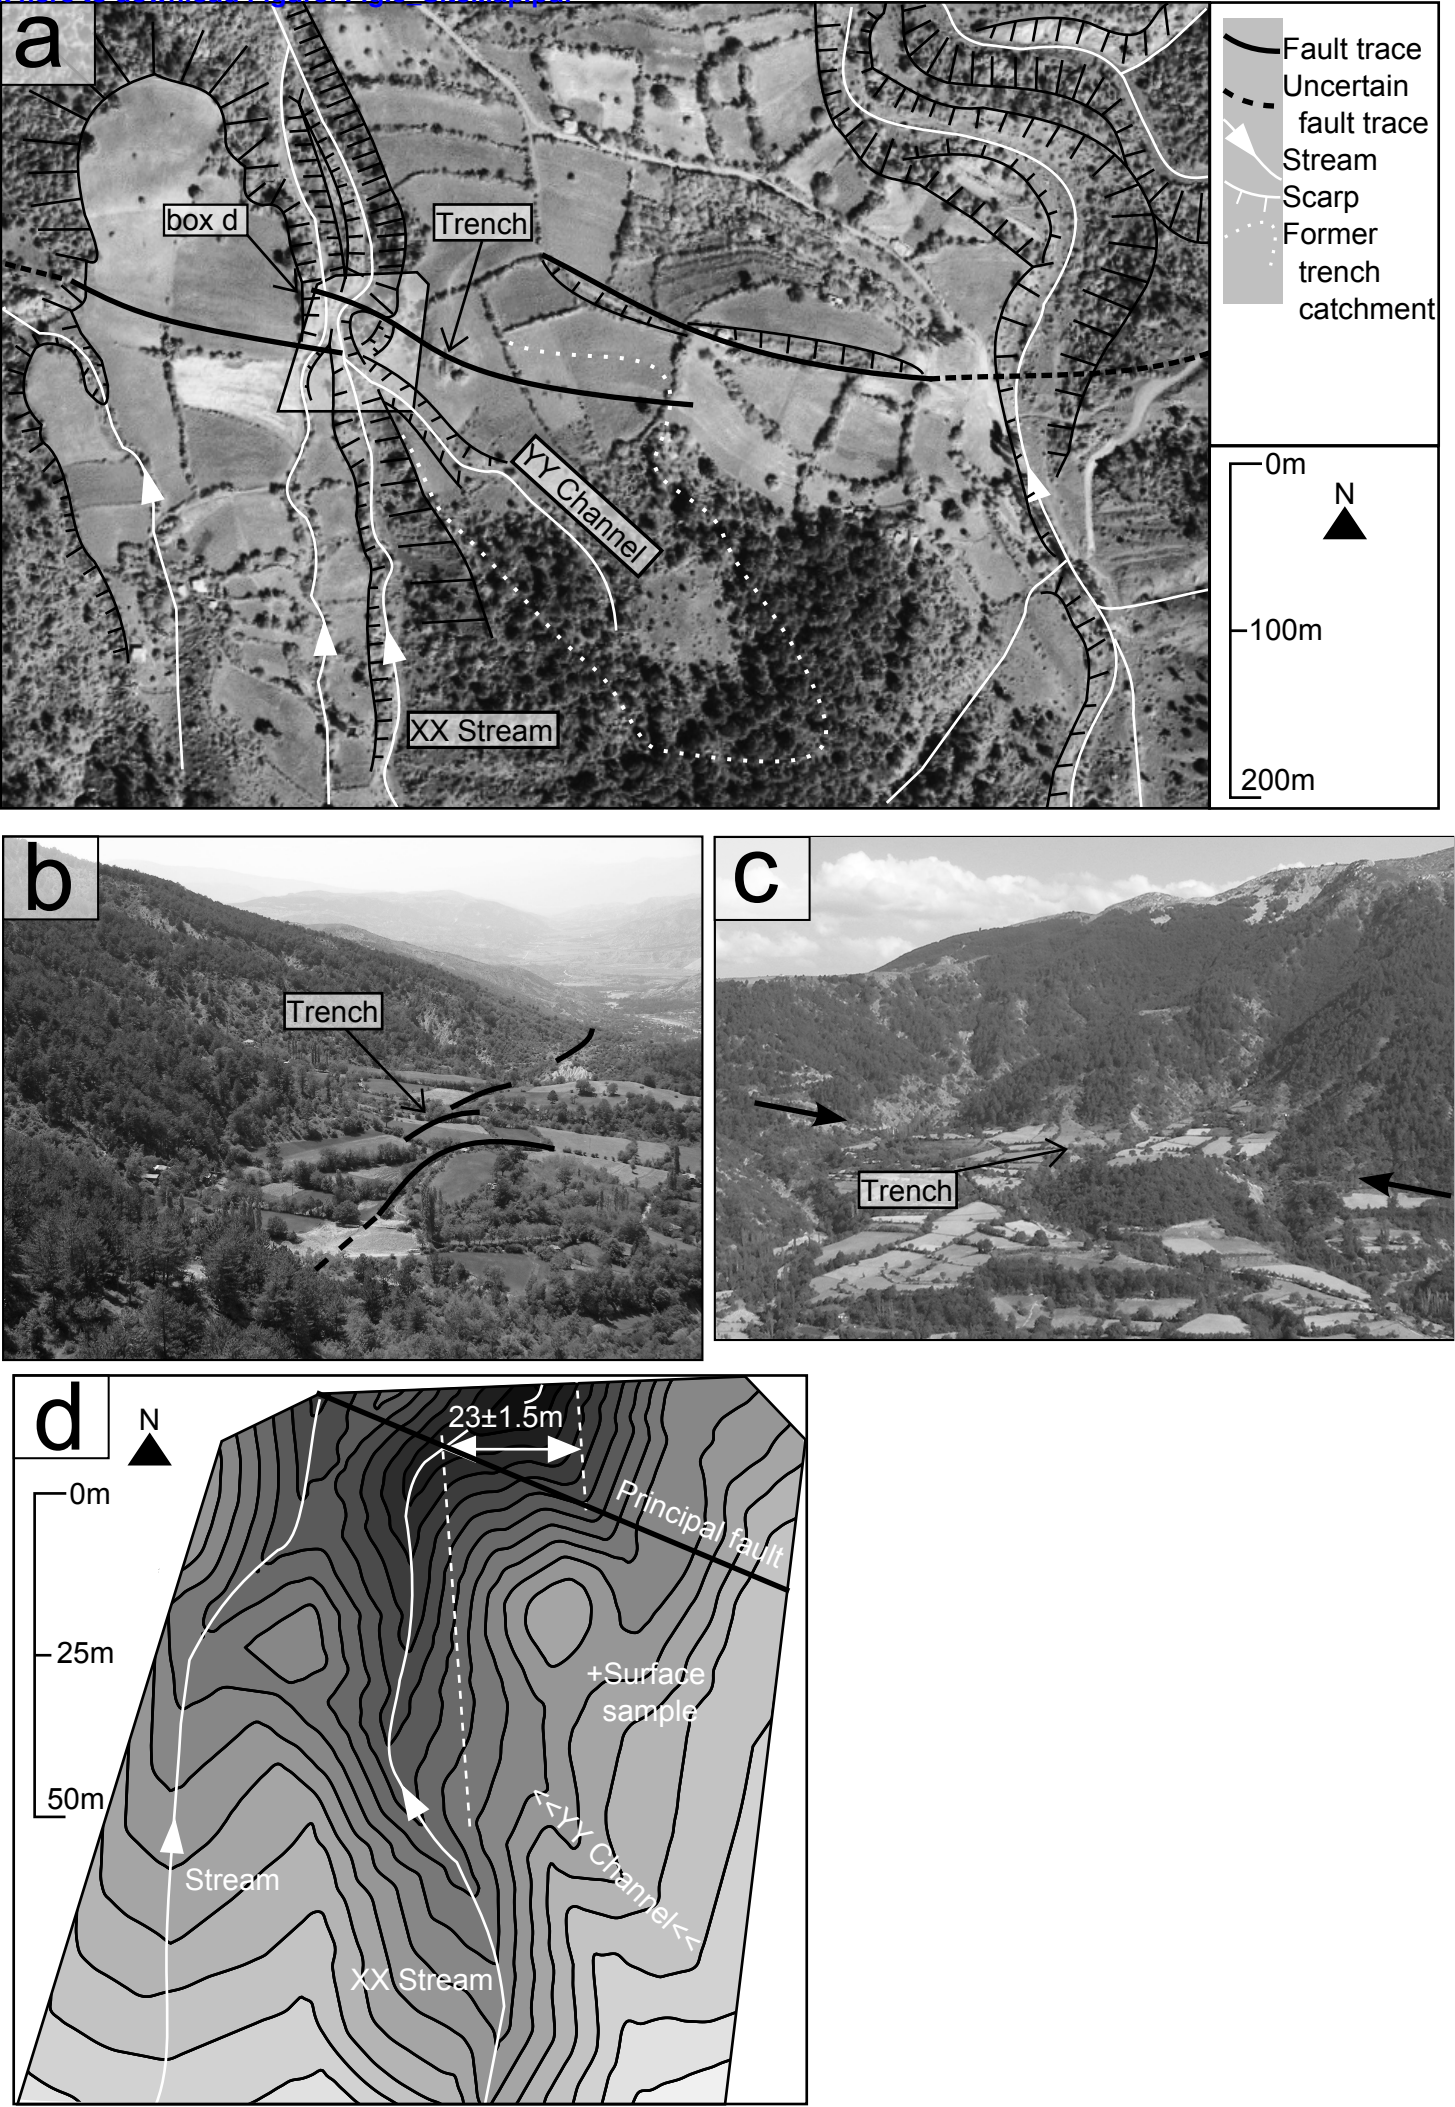 a
box d
Trench
YY Channel
XX Stream
Fault trace
Uncertain
fault trace
Stream
Scarp
Former
trench
catchment
0m
N
100m
200m
b
Trench
c
Trench
d
N
0m
25m
50m
23±1.5m
Principal fault
+Surface
sample
<<YY Channel<<
Stream
XX Stream